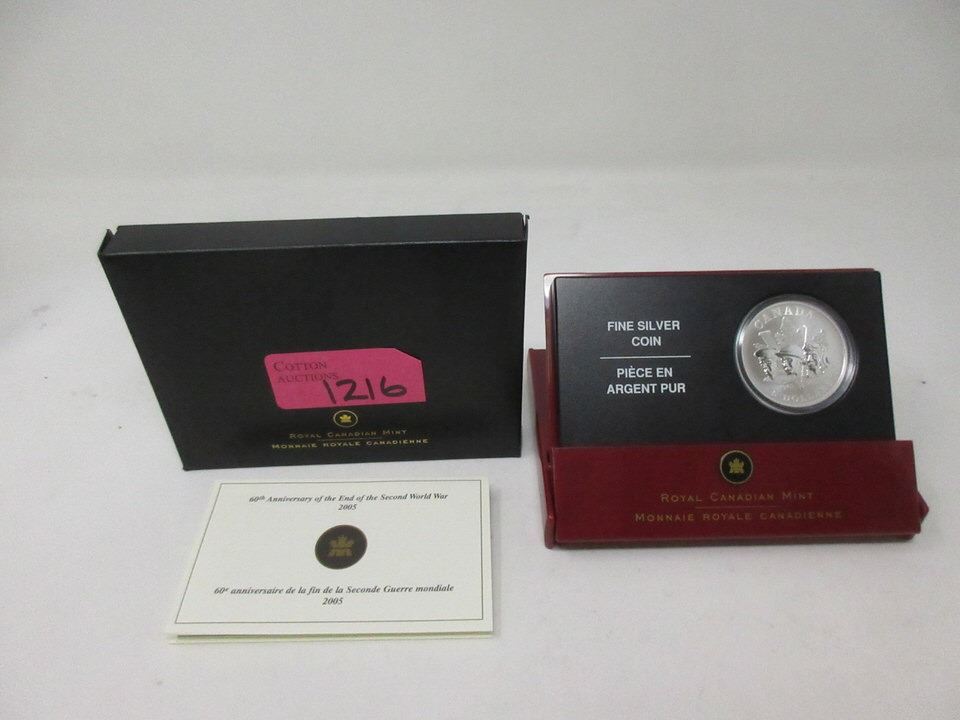 COTTON
AUCTIONS
1216
ROYAL CANADIAN MINT
MONNAIE ROYALE CANADIENNE
60th Anniversary of the End of the Second World War
2005
60e anniversaire de la fin de la Seconde Guerre mondiale
2005
FINE SILVER
COIN
PIÈCE EN
ARGENT PUR
CANADA
DOLLARS
ROYAL CANADIAN MINT
MONNAIE ROYALE CANADIENNE